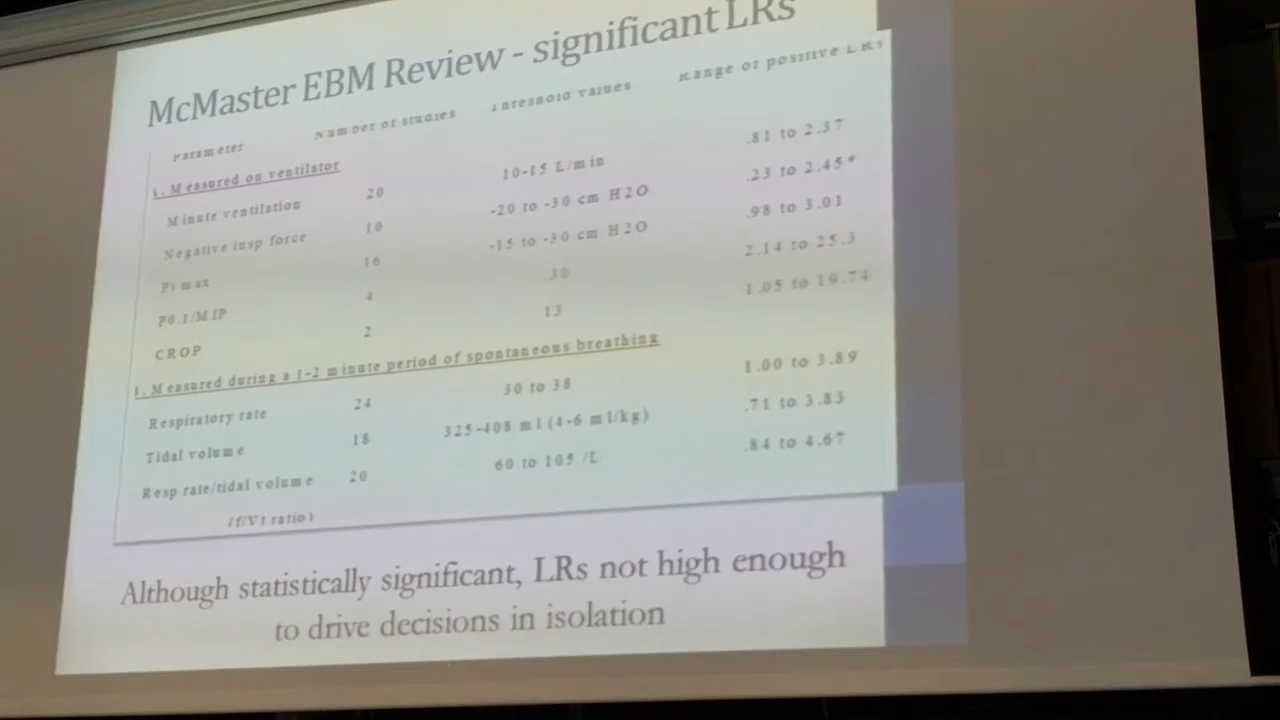 McMaster EBM Review - significant LRs
Parameter Number of studies Threshold values Range of positive LRs
I. Measured on ventilator
Minute ventilation 20 10-15 L/min .81 to 2.37
Negative insp force 10 -20 to -30 cm H2O .23 to 2.45*
Pi max 16 -15 to -30 cm H2O .98 to 3.01
P0.1/MIP 4 .30 2.14 to 25.3
CROP 2 13 1.05 to 19.74
I. Measured during a 1-2 minute period of spontaneous breathing
Respiratory rate 24 30 to 38 1.00 to 3.89
Tidal volume 18 325-408 ml (4-6 ml/kg) .71 to 3.83
Resp rate/tidal volume 20 60 to 105 /L .84 to 4.67
(f/Vt ratio)
Although statistically significant, LRs not high enough
to drive decisions in isolation